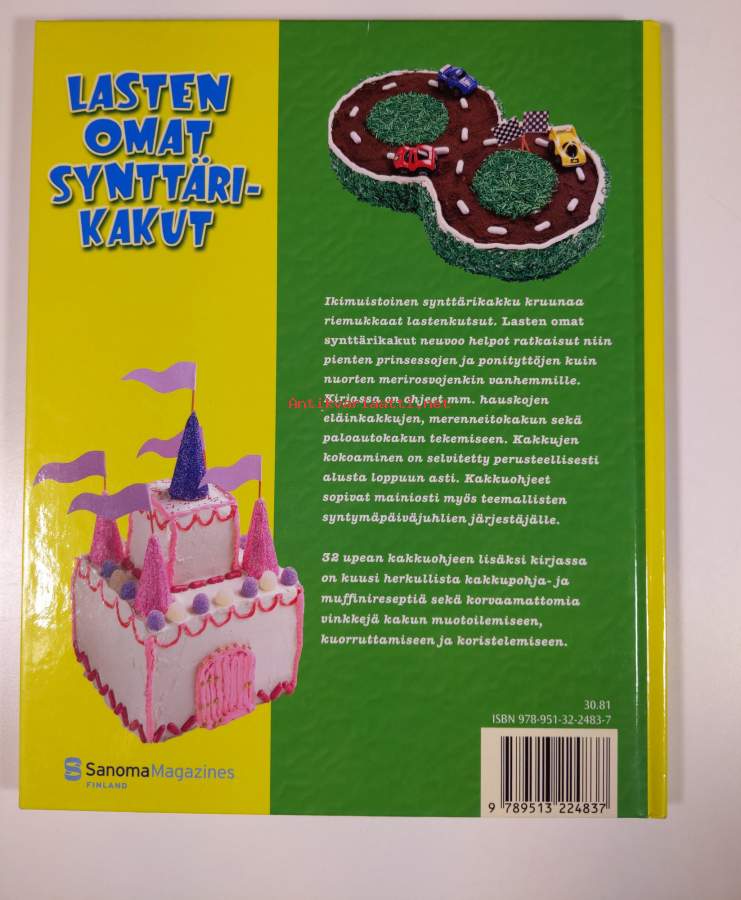 LASTEN
OMAT
SYNTTÄRI-
KAKUT
Ikimuistoinen synttärikakku kruunaa
riemukkaat lastenkutsut. Lasten omat
synttärikakut neuvoo helpot ratkaisut niin
pienten prinsessojen ja ponityttöjen kuin
nuorten merirosvojenkin vanhemmille.
Kirjassa on ohjeet mm. hauskojen
Antikvariaatti.net
eläinkakkujen, merenneitokakun sekä
paloautokakun tekemiseen. Kakkujen
kokoaminen on selvitetty perusteellisesti
alusta loppuun asti. Kakkuohjeet
sopivat mainiosti myös teemallisten
syntymäpäiväjuhlien järjestäjälle.
32 upean kakkuohjeen lisäksi kirjassa
on kuusi herkullista kakkupohja- ja
muffinireseptiä sekä korvaamattomia
vinkkejä kakun muotoilemiseen,
kuorruttamiseen ja koristelemiseen.
30.81
ISBN 978-951-32-2483-7
9 789513 224837
SanomaMagazines
FINLAND